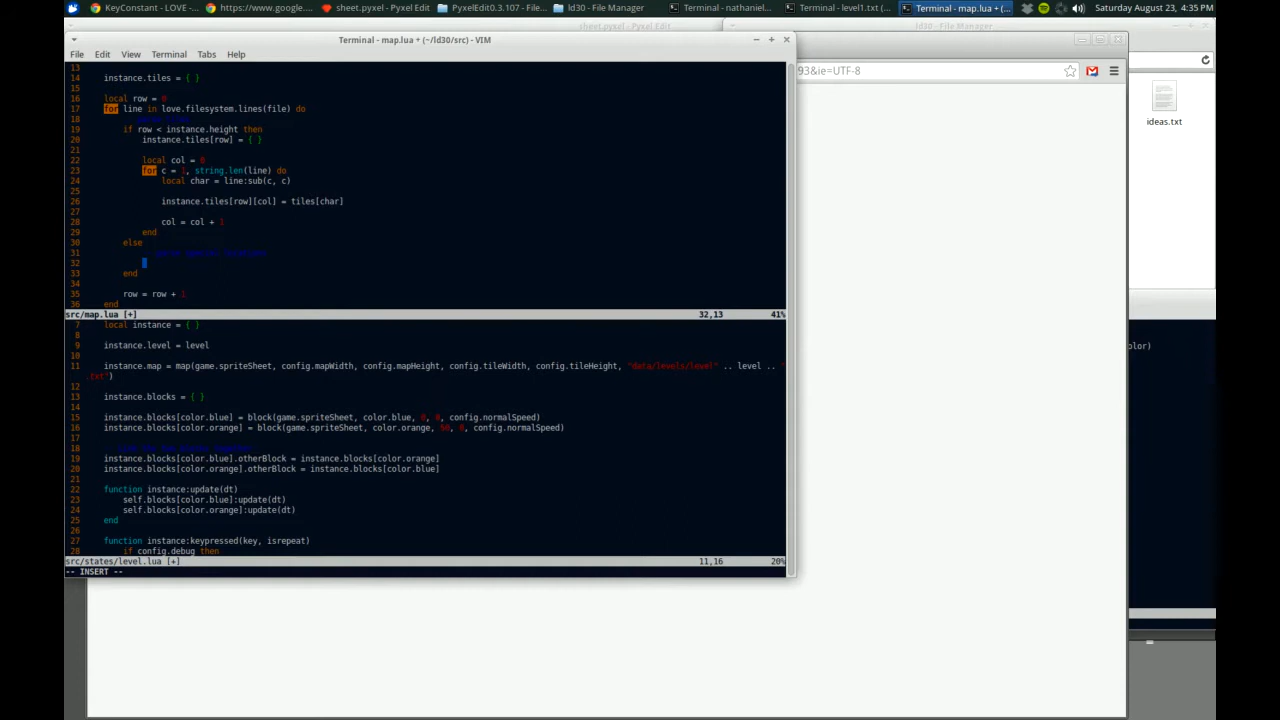 KeyConstant - LOVE -... https://www.google.... sheet.pyxel - Pyxel Edit PyxelEdit0.3.107 - File... ld30 - File Manager Terminal - nathaniel... Terminal - level1.txt (... Terminal - map.lua + (... Saturday August 23, 4:35 PM
sheet.pyxel - Pyxel Edit ld30 - File Manager
Terminal - map.lua + (~/ld30/src) - VIM
File Edit View Terminal Tabs Help
93&ie=UTF-8
ideas.txt
13
14 instance.tiles = { }
15
16 local row = 0
17 for line in love.filesystem.lines(file) do
18
19 if row < instance.height then
20 instance.tiles[row] = { }
21
22 local col = 0
23 for c = 1, string.len(line) do
24 local char = line:sub(c, c)
25
26 instance.tiles[row][col] = tiles[char]
27
28 col = col + 1
29 end
30 else
31
32
33 end
34
35 row = row + 1
36 end
src/map.lua [+] 32,13 41%
7 local instance = { }
8
9 instance.level = level
10
11 instance.map = map(game.spriteSheet, config.mapWidth, config.mapHeight, config.tileWidth, config.tileHeight, "data/levels/level" .. level .. "
.txt")
12
13 instance.blocks = { }
14
15 instance.blocks[color.blue] = block(game.spriteSheet, color.blue, 0, 0, config.normalSpeed)
16 instance.blocks[color.orange] = block(game.spriteSheet, color.orange, 50, 0, config.normalSpeed)
17
18
19 instance.blocks[color.blue].otherBlock = instance.blocks[color.orange]
20 instance.blocks[color.orange].otherBlock = instance.blocks[color.blue]
21
22 function instance:update(dt)
23 self.blocks[color.blue]:update(dt)
24 self.blocks[color.orange]:update(dt)
25 end
26
27 function instance:keypressed(key, isrepeat)
28 if config.debug then
src/states/level.lua [+] 11,16 20%
-- INSERT --
olor)